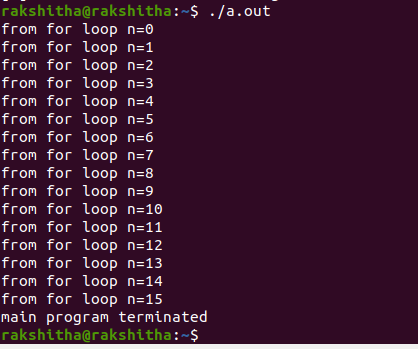 rakshitha@rakshitha:~$ ./a.out
from for loop n=0
from for loop n=1
from for loop n=2
from for loop n=3
from for loop n=4
from for loop n=5
from for loop n=6
from for loop n=7
from for loop n=8
from for loop n=9
from for loop n=10
from for loop n=11
from for loop n=12
from for loop n=13
from for loop n=14
from for loop n=15
main program terminated
rakshitha@rakshitha:~$